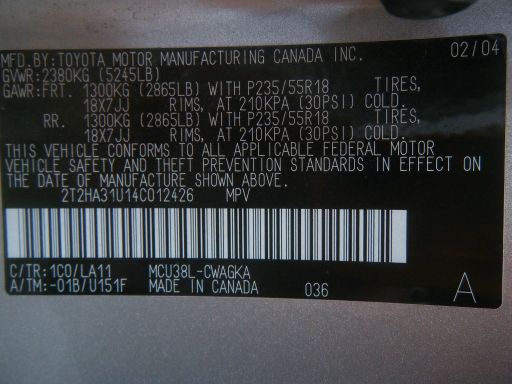 MFD.BY:TOYOTA MOTOR MANUFACTURING CANADA INC. 02/04
GVWR:2380KG (5245LB)
GAWR:FRT. 1300KG (2865LB) WITH P235/55R18 TIRES,
18X7JJ RIMS, AT 210KPA (30PSI) COLD.
RR. 1300KG (2865LB) WITH P235/55R18 TIRES,
18X7JJ RIMS, AT 210KPA (30PSI) COLD.
THIS VEHICLE CONFORMS TO ALL APPLICABLE FEDERAL MOTOR
VEHICLE SAFETY AND THEFT PREVENTION STANDARDS IN EFFECT ON
THE DATE OF MANUFACTURE SHOWN ABOVE.
2T2HA31U14C012426 MPV
C/TR:1C0/LA11 MCU38L-CWAGKA
A/TM:-01B/U151F MADE IN CANADA 036 A